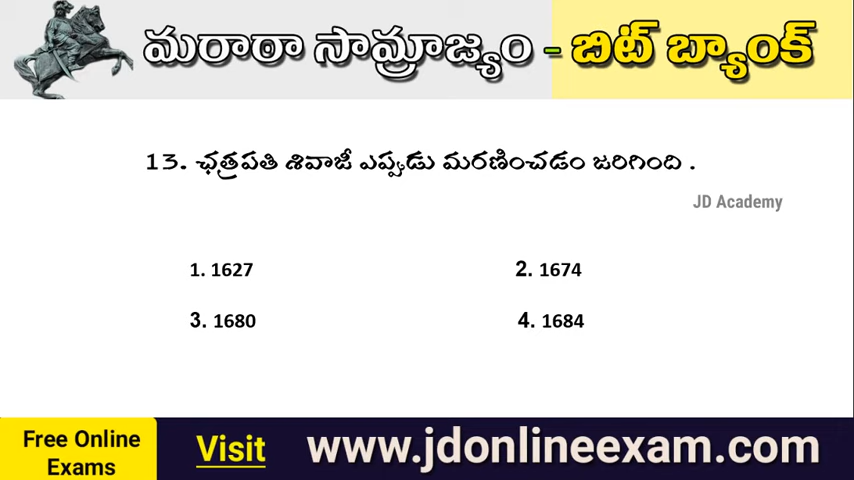 మరాఠా సామ్రాజ్యం - బిట్ బ్యాంక్
13. ఛత్రపతి శివాజీ ఎప్పుడు మరణించడం జరిగింది .
JD Academy
1. 1627 2. 1674
3. 1680 4. 1684
Free Online Exams Visit www.jdonlineexam.com